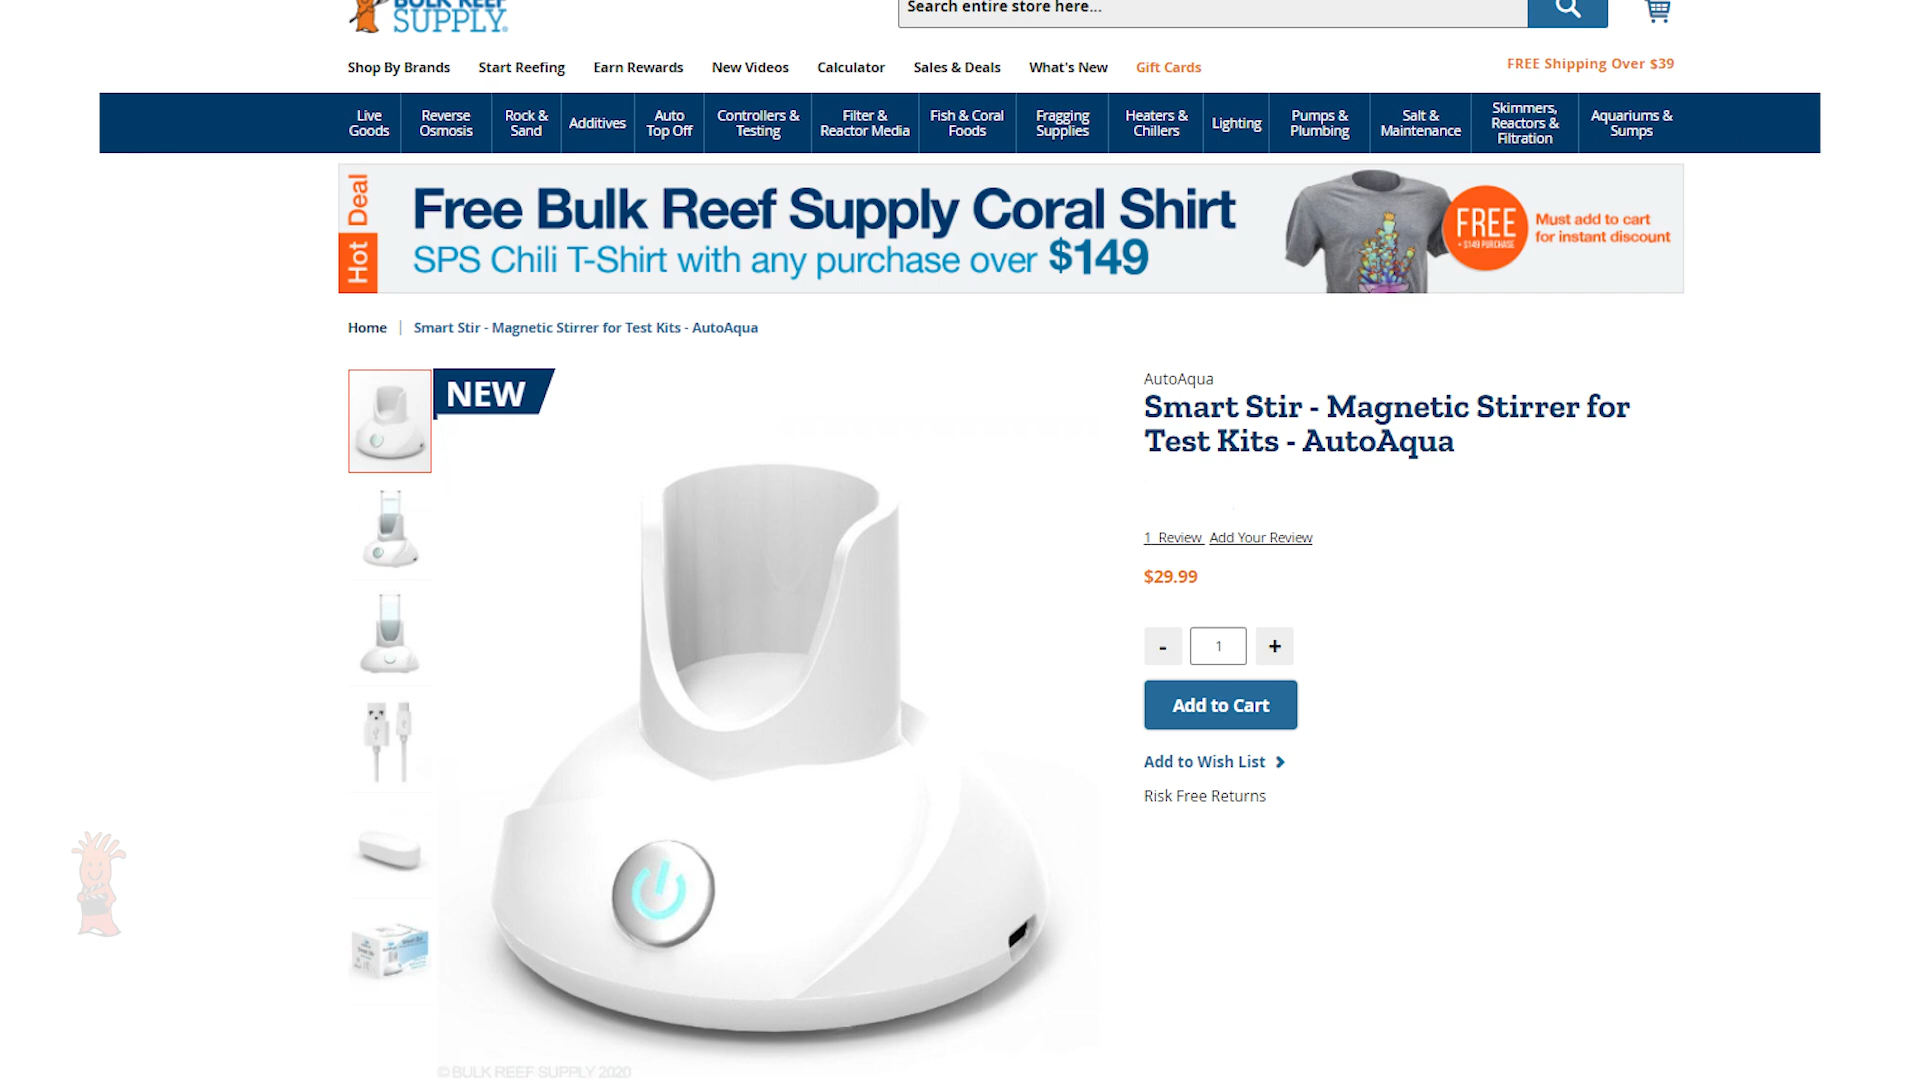 BULK REEF
SUPPLY®
Search entire store here...
Shop By Brands
Start Reefing
Earn Rewards
New Videos
Calculator
Sales & Deals
What's New
Gift Cards
FREE Shipping Over $39
Live
Goods
Reverse
Osmosis
Rock &
Sand
Additives
Auto
Top Off
Controllers &
Testing
Filter &
Reactor Media
Fish & Coral
Foods
Fragging
Supplies
Heaters &
Chillers
Lighting
Pumps &
Plumbing
Salt &
Maintenance
Skimmers,
Reactors &
Filtration
Aquariums &
Sumps
Hot Deal
Free Bulk Reef Supply Coral Shirt
SPS Chili T-Shirt with any purchase over $149
FREE
+ $149 PURCHASE
Must add to cart
for instant discount
Home | Smart Stir - Magnetic Stirrer for Test Kits - AutoAqua
NEW
AutoAqua
Smart Stir - Magnetic Stirrer for
Test Kits - AutoAqua
1 Review Add Your Review
$29.99
- 1 +
Add to Cart
Add to Wish List
Risk Free Returns
© BULK REEF SUPPLY 2020